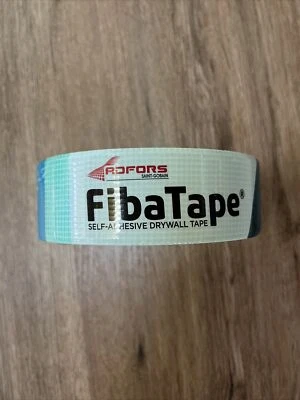 ADFORS
SAINT-GOBAIN
FibaTape®
SELF-ADHESIVE DRYWALL TAPE